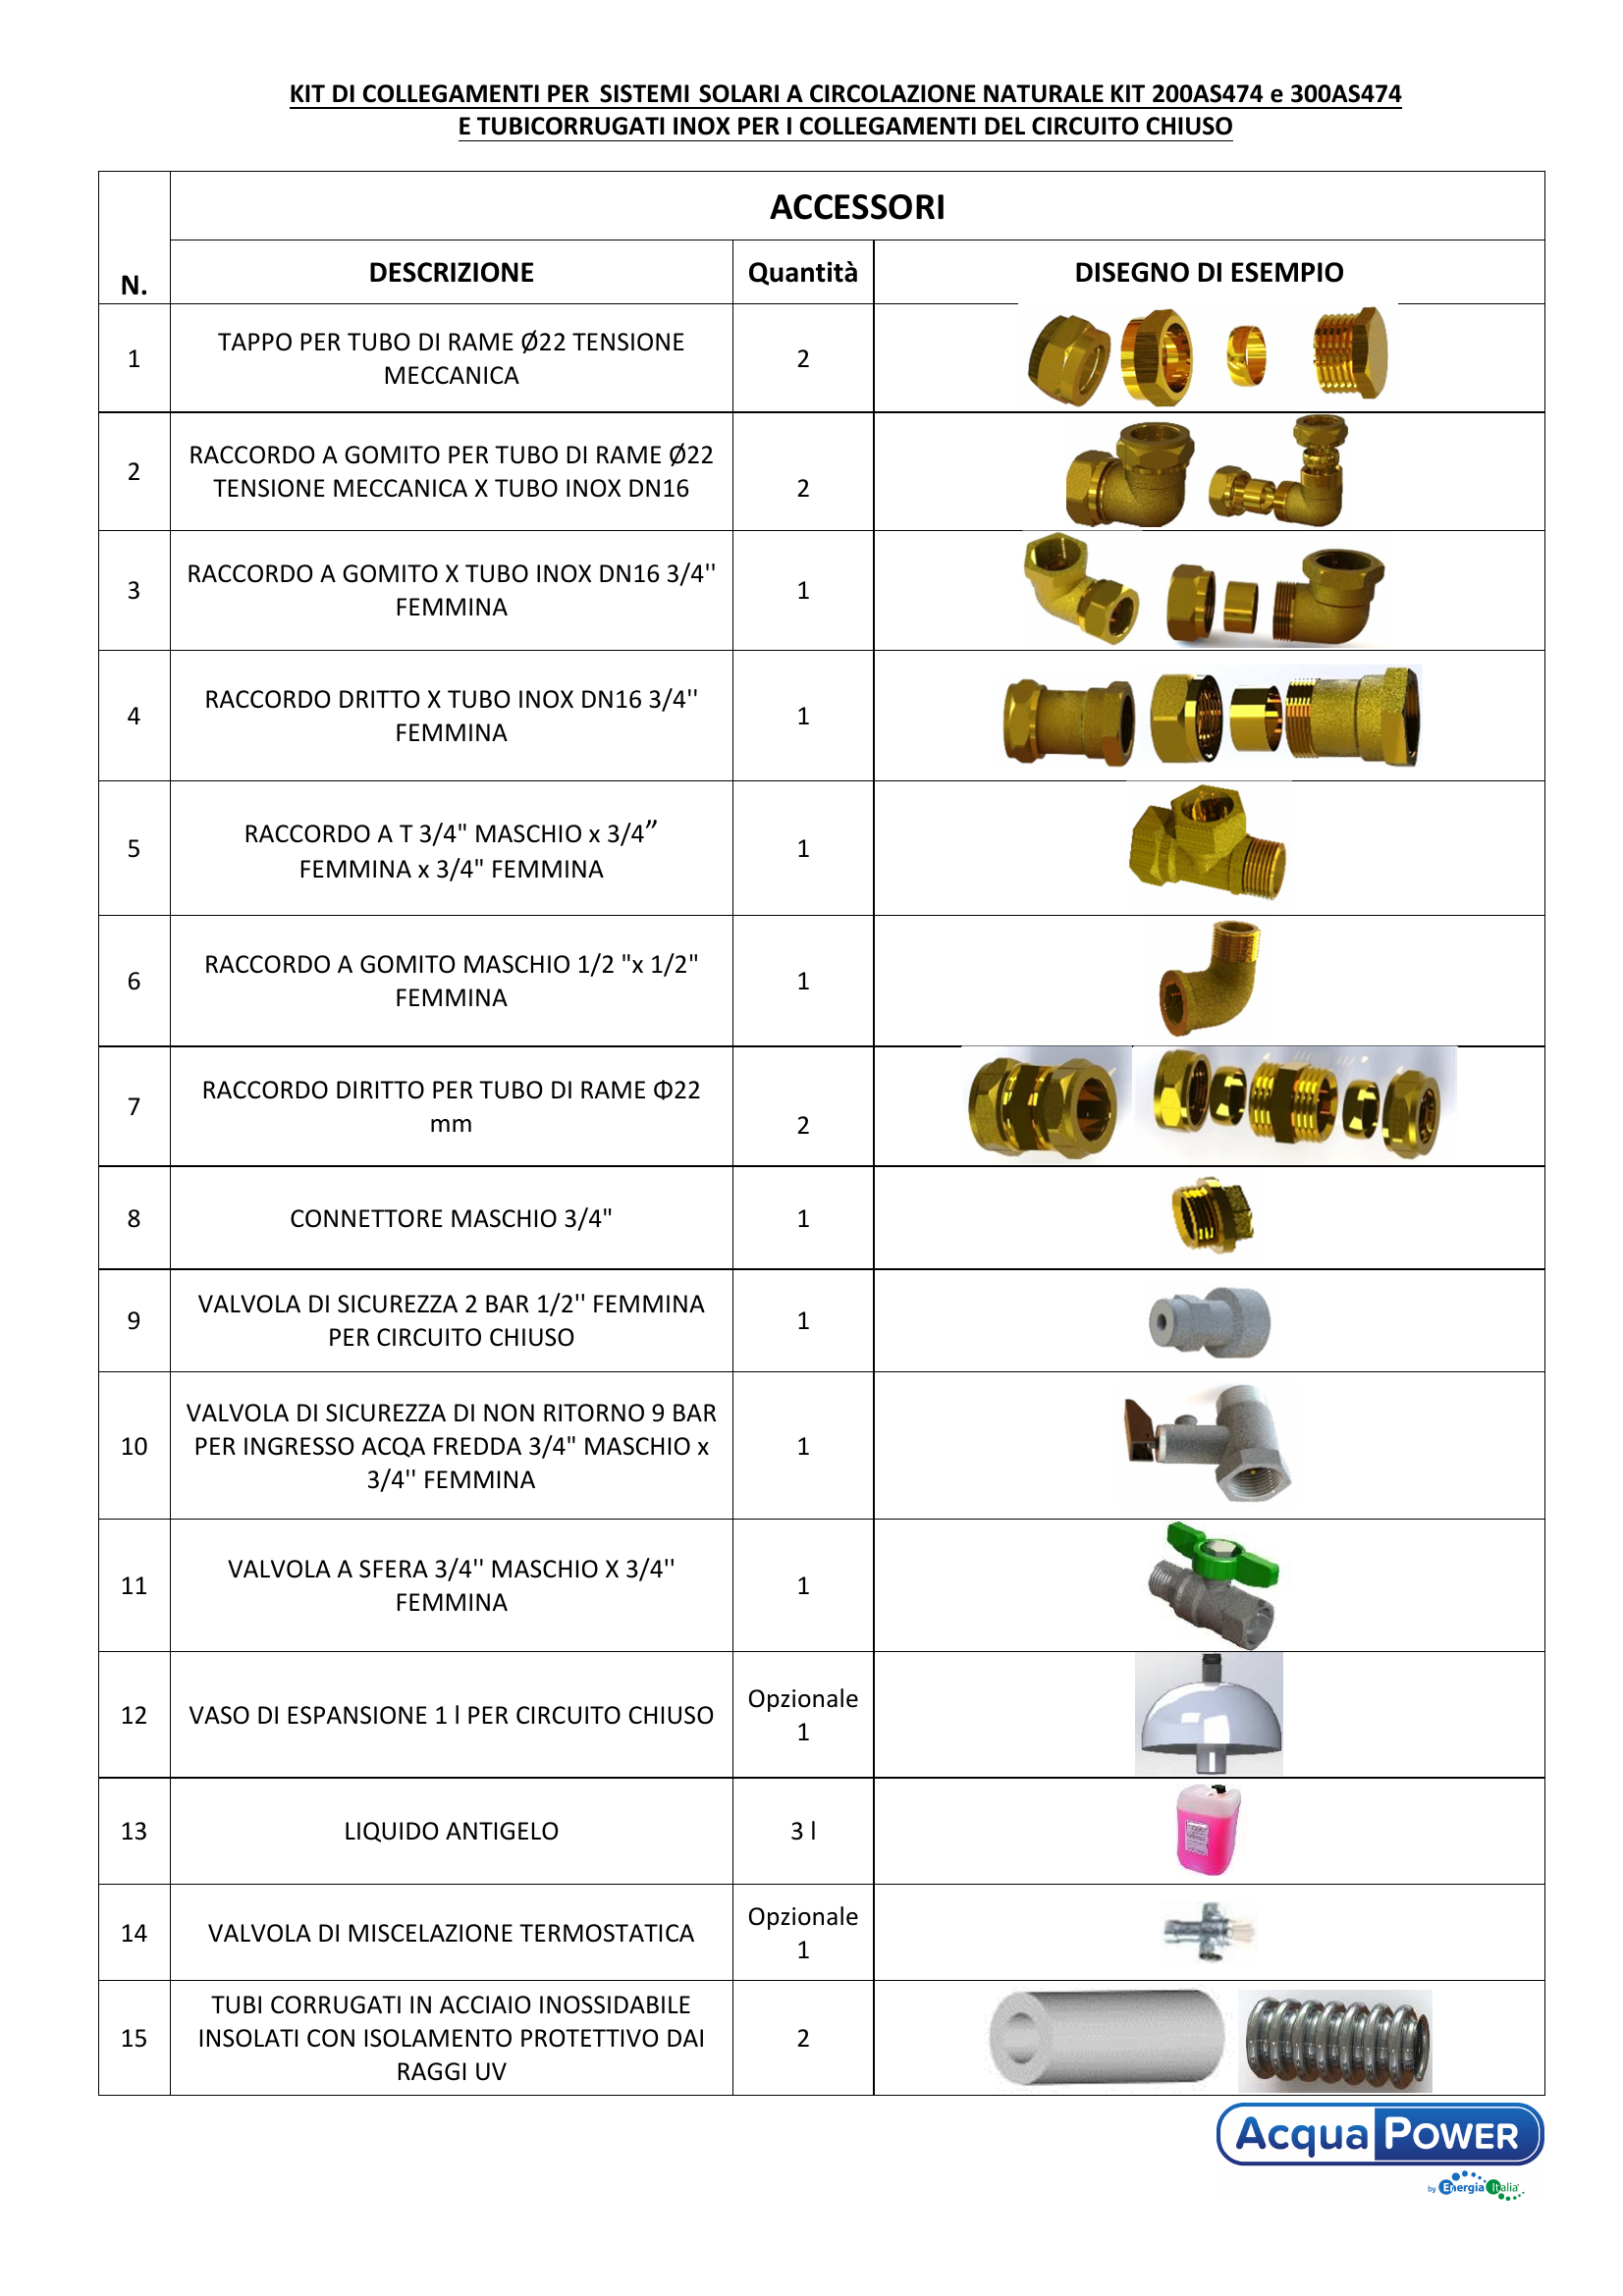 KIT DI COLLEGAMENTI PER SISTEMI SOLARI A CIRCOLAZIONE NATURALE KIT 200AS474 e 300AS474
E TUBICORRUGATI INOX PER I COLLEGAMENTI DEL CIRCUITO CHIUSO
ACCESSORI
N.
DESCRIZIONE
Quantità
DISEGNO DI ESEMPIO
1
TAPPO PER TUBO DI RAME Ø22 TENSIONE
MECCANICA
2
2
RACCORDO A GOMITO PER TUBO DI RAME Ø22
TENSIONE MECCANICA X TUBO INOX DN16
2
3
RACCORDO A GOMITO X TUBO INOX DN16 3/4''
FEMMINA
1
4
RACCORDO DRITTO X TUBO INOX DN16 3/4''
FEMMINA
1
5
RACCORDO A T 3/4" MASCHIO x 3/4”
FEMMINA x 3/4" FEMMINA
1
6
RACCORDO A GOMITO MASCHIO 1/2 "x 1/2"
FEMMINA
1
7
RACCORDO DIRITTO PER TUBO DI RAME Φ22
mm
2
8
CONNETTORE MASCHIO 3/4"
1
9
VALVOLA DI SICUREZZA 2 BAR 1/2'' FEMMINA
PER CIRCUITO CHIUSO
1
10
VALVOLA DI SICUREZZA DI NON RITORNO 9 BAR
PER INGRESSO ACQA FREDDA 3/4" MASCHIO x
3/4'' FEMMINA
1
11
VALVOLA A SFERA 3/4'' MASCHIO X 3/4''
FEMMINA
1
12
VASO DI ESPANSIONE 1 l PER CIRCUITO CHIUSO
Opzionale
1
13
LIQUIDO ANTIGELO
3 l
14
VALVOLA DI MISCELAZIONE TERMOSTATICA
Opzionale
1
15
TUBI CORRUGATI IN ACCIAIO INOSSIDABILE
INSOLATI CON ISOLAMENTO PROTETTIVO DAI
RAGGI UV
2
Acqua POWER
by Energia Italia